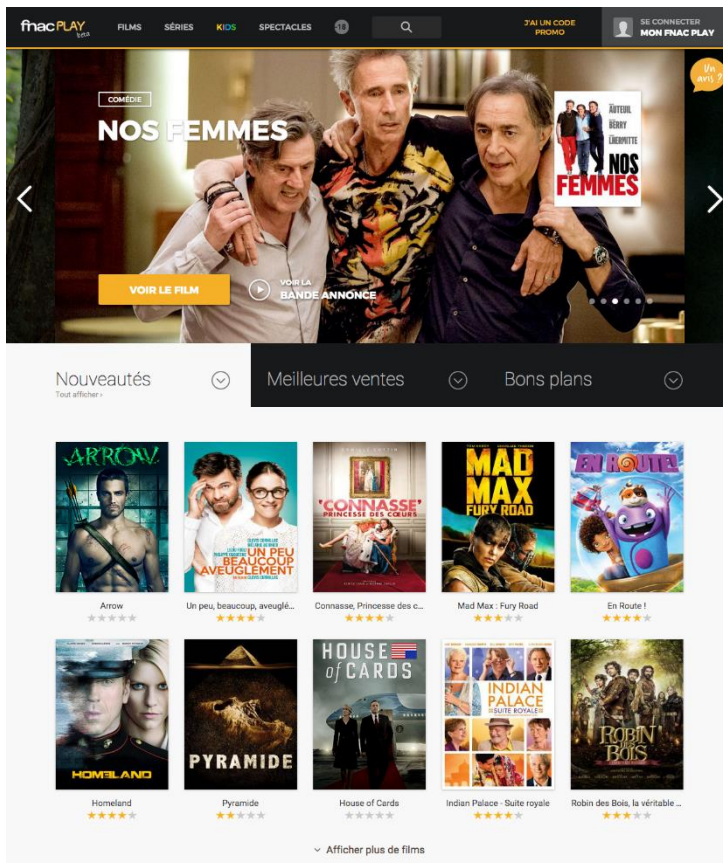 fnac PLAY
beta
FILMS
SÉRIES
KIDS
SPECTACLES
-18
J'AI UN CODE
PROMO
SE CONNECTER
MON FNAC PLAY
Un
avis ?
COMÉDIE
NOS FEMMES
AUTEUIL
BERRY
LHERMITTE
NOS
FEMMES
VOIR LE FILM
VOIR LA
BANDE ANNONCE
Nouveautés
Tout afficher ›
Meilleures ventes
Bons plans
ARROW
UN PEU
BEAUCOUP
AVEUGLEMENT
'CONNASSE'
PRINCESSE DES CŒURS
MAD
MAX
FURY ROAD
EN ROUTE!
Arrow
Un peu, beaucoup, aveuglé...
Connasse, Princesse des c...
Mad Max : Fury Road
En Route !
HOMELAND
PYRAMIDE
HOUSE
of CARDS
INDIAN
PALACE
SUITE ROYALE
ROBIN
DES
BOIS
Homeland
Pyramide
House of Cards
Indian Palace - Suite royale
Robin des Bois, la véritable ...
Afficher plus de films